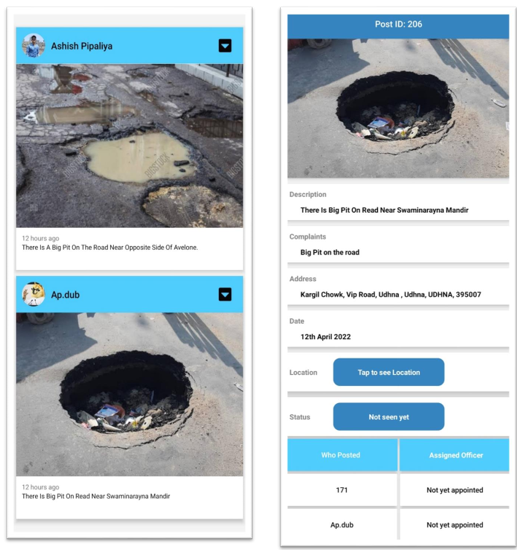 Ashish Pipaliya
12 hours ago
There Is A Big Pit On The Road Near Opposite Side Of Avelone.
Ap.dub
12 hours ago
There Is Big Pit On Read Near Swaminarayna Mandir
Post ID: 206
Description
There Is Big Pit On Read Near Swaminarayna Mandir
Complaints
Big Pit on the road
Address
Kargil Chowk, Vip Road, Udhna , Udhna, UDHNA, 395007
Date
12th April 2022
Location Tap to see Location
Status Not seen yet
Who Posted Assigned Officer
171 Not yet appointed
Ap.dub Not yet appointed